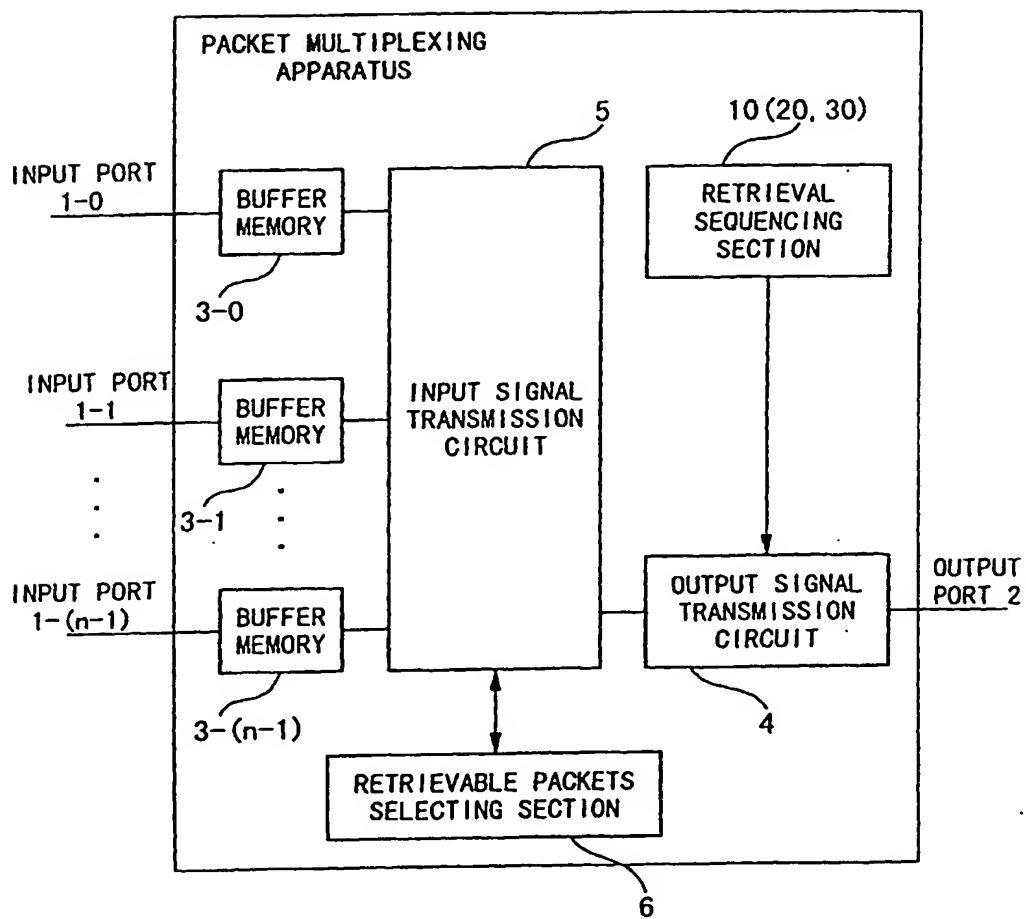 PACKET MULTIPLEXING
APPARATUS
5
10(20, 30)
INPUT PORT
1-0
BUFFER
MEMORY
3-0
RETRIEVAL
SEQUENCING
SECTION
INPUT PORT
1-1
BUFFER
MEMORY
3-1
INPUT SIGNAL
TRANSMISSION
CIRCUIT
INPUT PORT
1-(n-1)
BUFFER
MEMORY
3-(n-1)
OUTPUT SIGNAL
TRANSMISSION
CIRCUIT
4
OUTPUT
PORT 2
RETRIEVABLE PACKETS
SELECTING SECTION
6